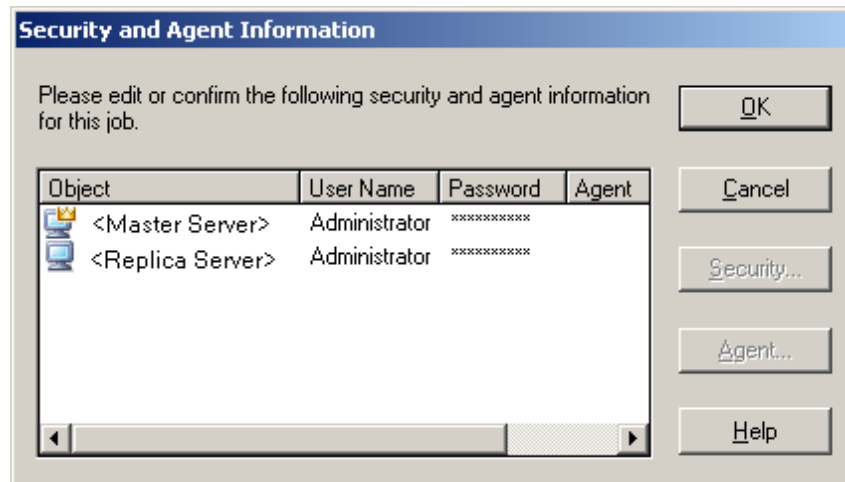 Security and Agent Information
Please edit or confirm the following security and agent information
for this job.
OK
Object User Name Password Agent
Cancel
<Master Server> Administrator **********
<Replica Server> Administrator **********
Security...
Agent...
Help